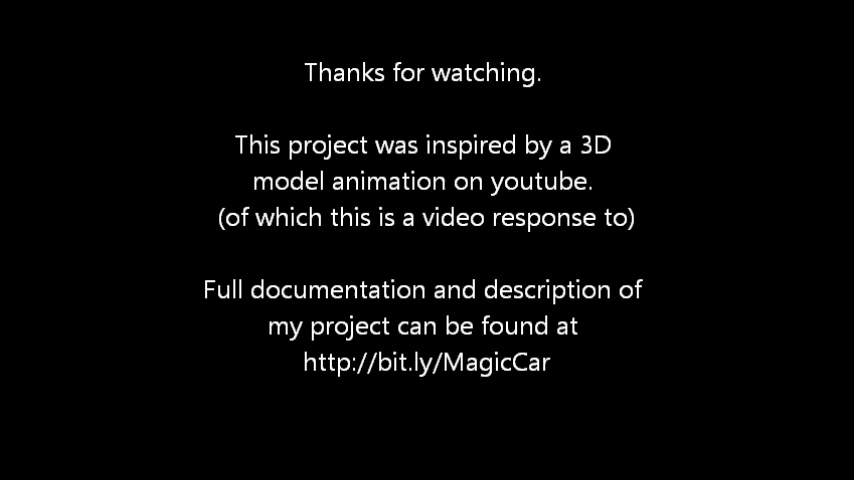 Thanks for watching.
This project was inspired by a 3D
model animation on youtube.
(of which this is a video response to)
Full documentation and description of
my project can be found at
http://bit.ly/MagicCar